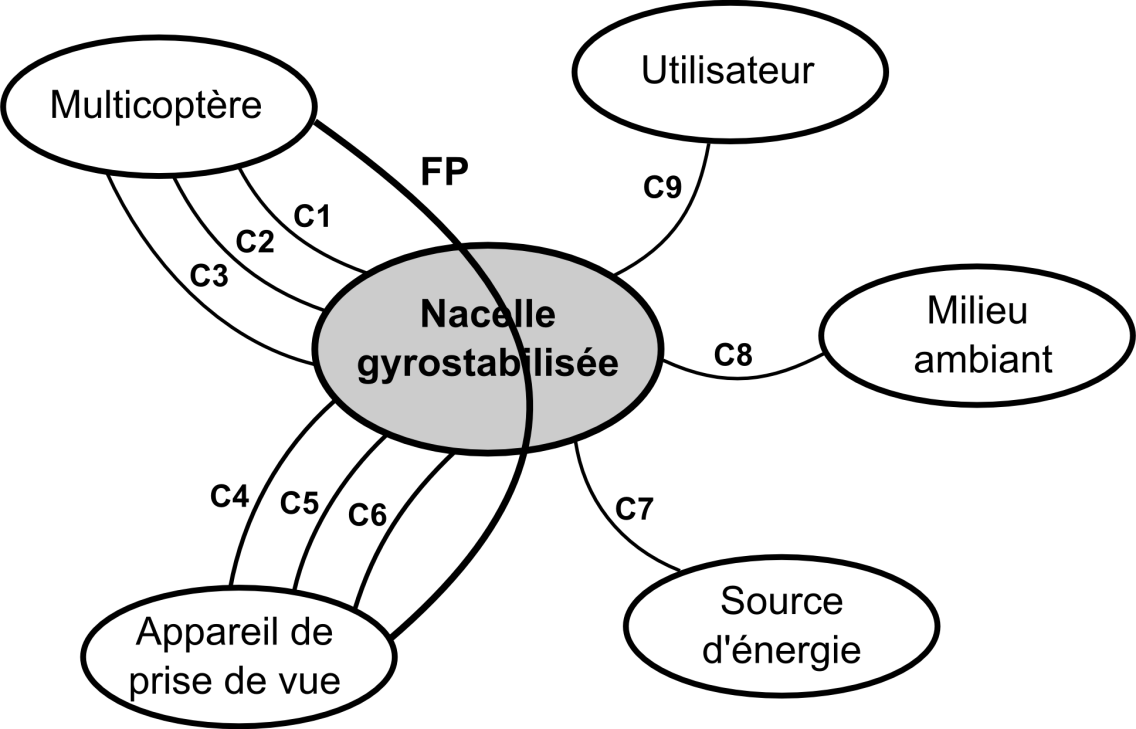 Utilisateur
Multicoptère
FP
C9
C1
C2
C3
Nacelle
gyrostabilisée
Milieu
ambiant
C8
C4
C5
C6
C7
Source
d'énergie
Appareil de
prise de vue